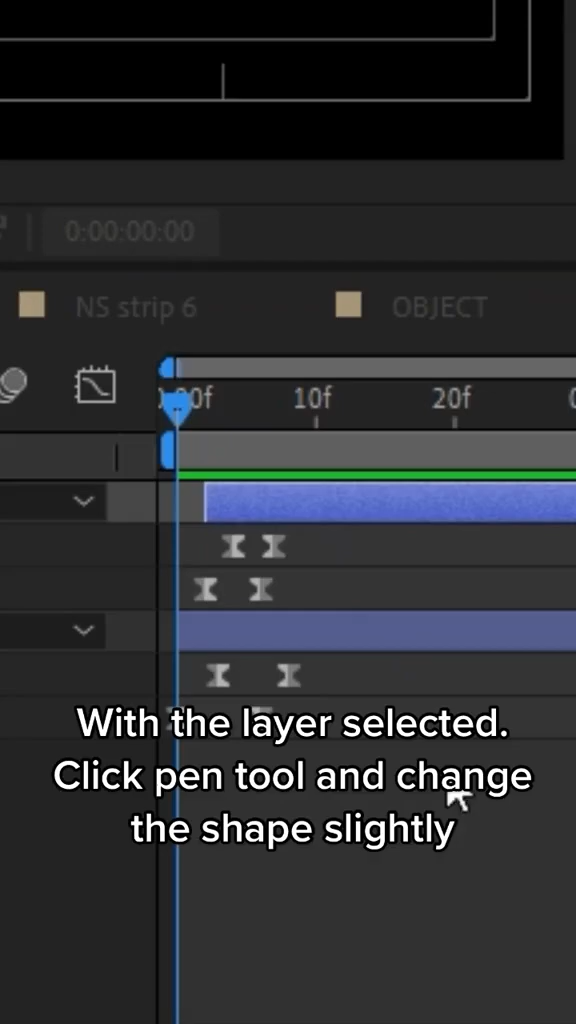 0:00:00:00
NS strip 6
OBJECT
00f 10f 20f
With the layer selected.
Click pen tool and change
the shape slightly